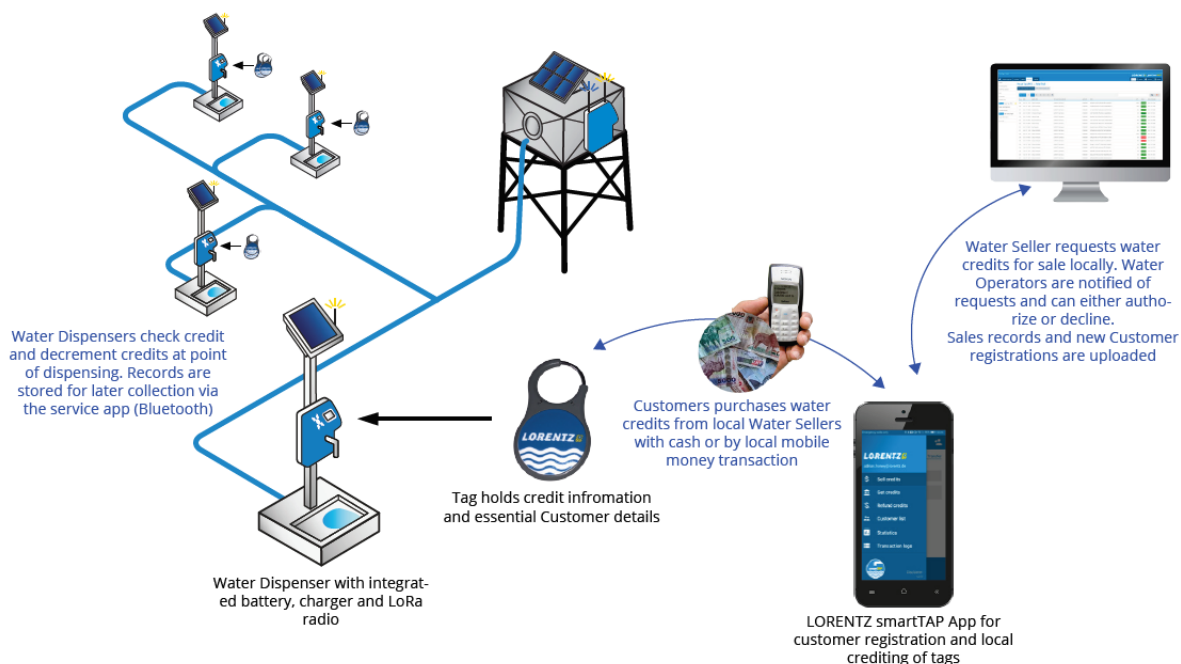 Water Dispensers check credit
and decrement credits at point
of dispensing. Records are
stored for later collection via
the service app (Bluetooth)
Water Dispenser with integrat-
ed battery, charger and LoRa
radio
LORENTZ
Tag holds credit infromation
and essential Customer details
Customers purchases water
credits from local Water Sellers
with cash or by local mobile
money transaction
Water Seller requests water
credits for sale locally. Water
Operators are notified of
requests and can either autho-
rize or decline.
Sales records and new Customer
registrations are uploaded
LORENTZ
Sell credits
Get credits
Refund credits
Customer list
Statistics
Transaction logs
LORENTZ smartTAP App for
customer registration and local
crediting of tags